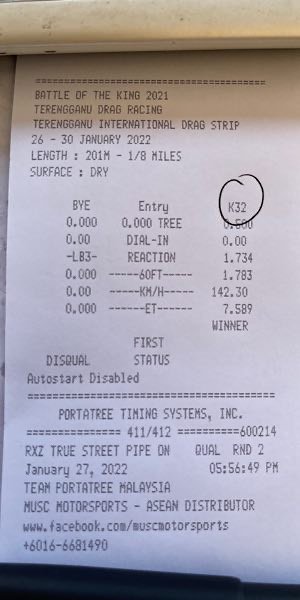 ==========================================
BATTLE OF THE KING 2021
TERENGGANU DRAG RACING
TERENGGANU INTERNATIONAL DRAG STRIP
26 - 30 JANUARY 2022
LENGTH : 201M - 1/8 MILES
SURFACE : DRY
BYE Entry K32
0.000 0.000 TREE 0.500
0.00 DIAL-IN 0.00
-LB3- REACTION 1.734
0.000 ------60FT----- 1.783
0.00 -----KM/H----- 142.30
0.000 ------ET------ 7.589
WINNER
FIRST
DISQUAL STATUS
Autostart Disabled
==========================================
PORTATREE TIMING SYSTEMS, INC.
=============== 411/412 ==========600214
RXZ TRUE STREET PIPE ON QUAL RND 2
January 27, 2022 05:56:49 PM
TEAM PORTATREE MALAYSIA
MUSC MOTORSPORTS - ASEAN DISTRIBUTOR
www.facebook.com/muscmotorsports
+6016-6681490